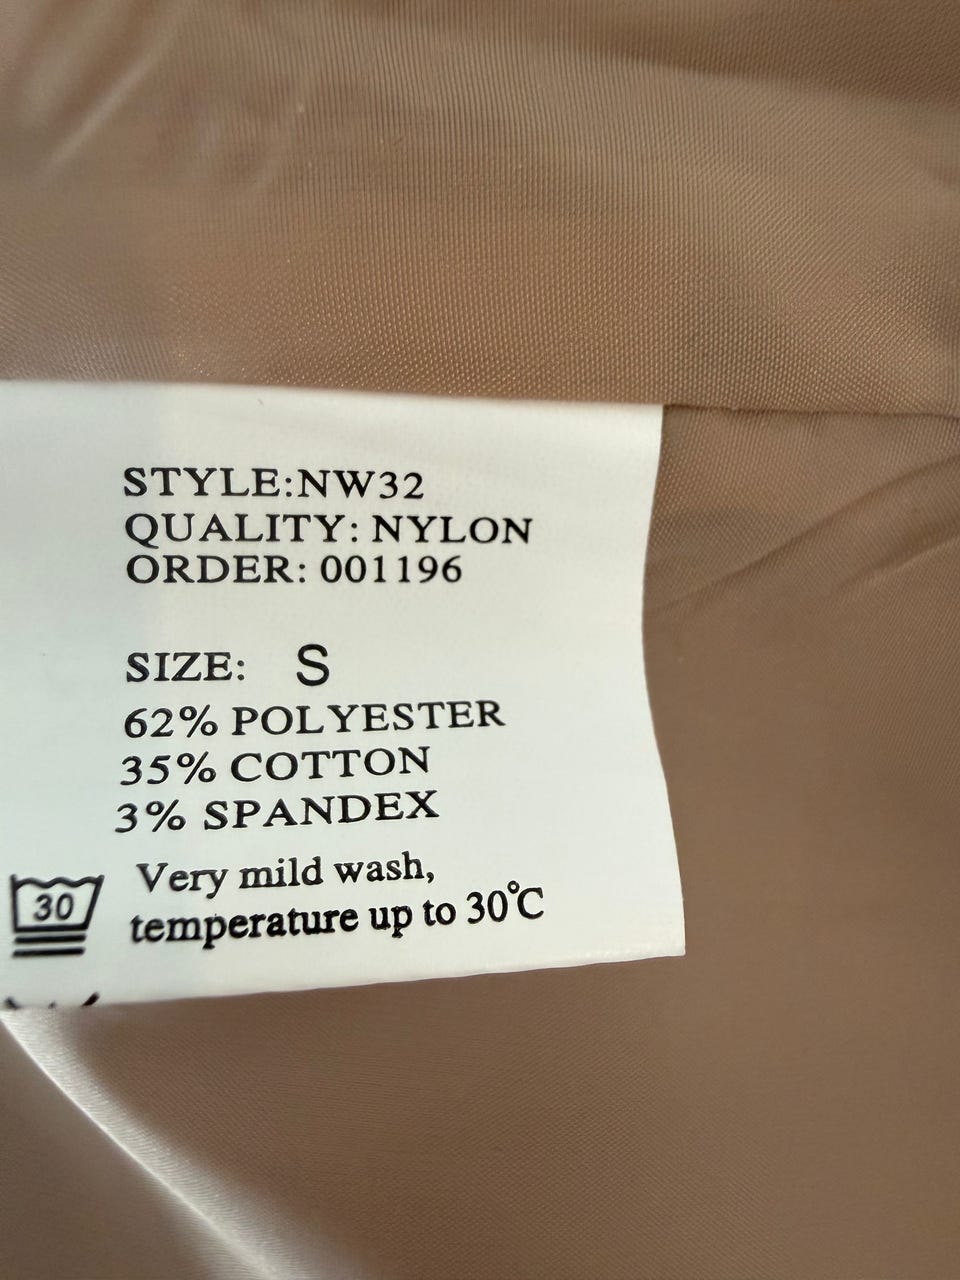 STYLE:NW32
QUALITY: NYLON
ORDER: 001196
SIZE: S
62% POLYESTER
35% COTTON
3% SPANDEX
30 Very mild wash,
temperature up to 30℃